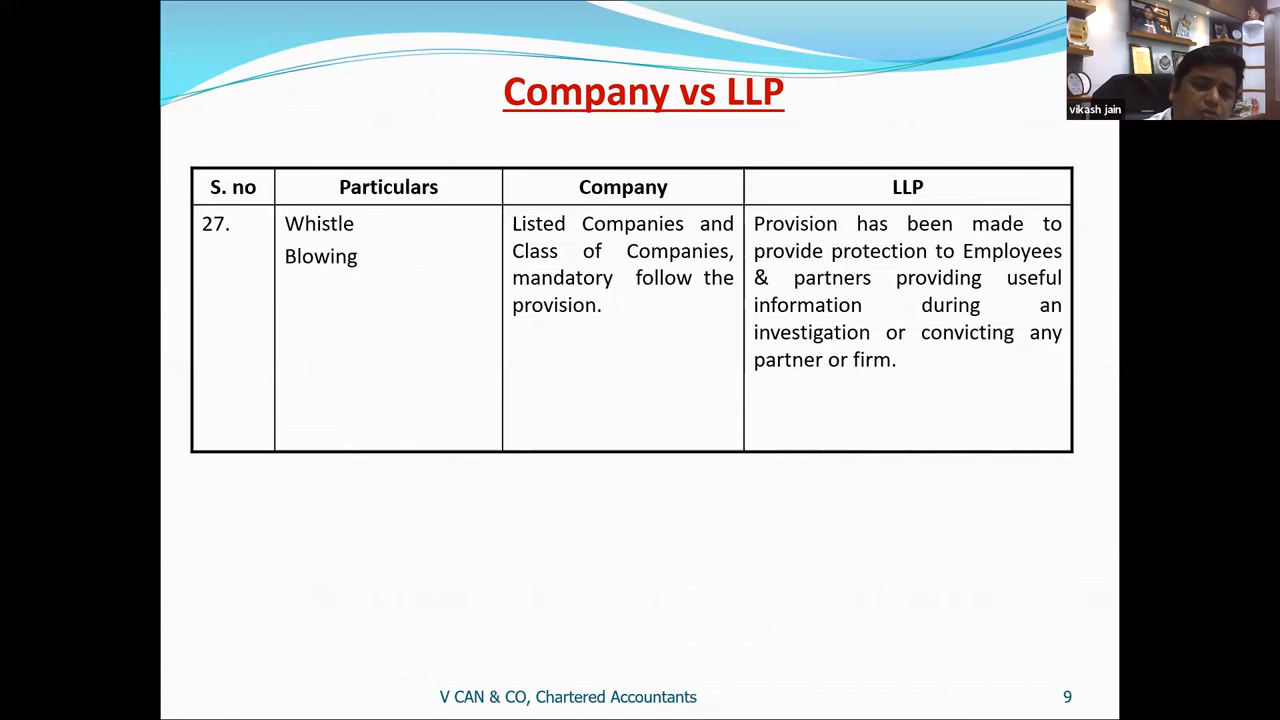 Company vs LLP
vikash jain
S. no Particulars Company LLP
27.
Whistle
Blowing
Listed Companies and
Class of Companies,
mandatory follow the
provision.
Provision has been made to
provide protection to Employees
& partners providing useful
information during an
investigation or convicting any
partner or firm.
V CAN & CO, Chartered Accountants
9